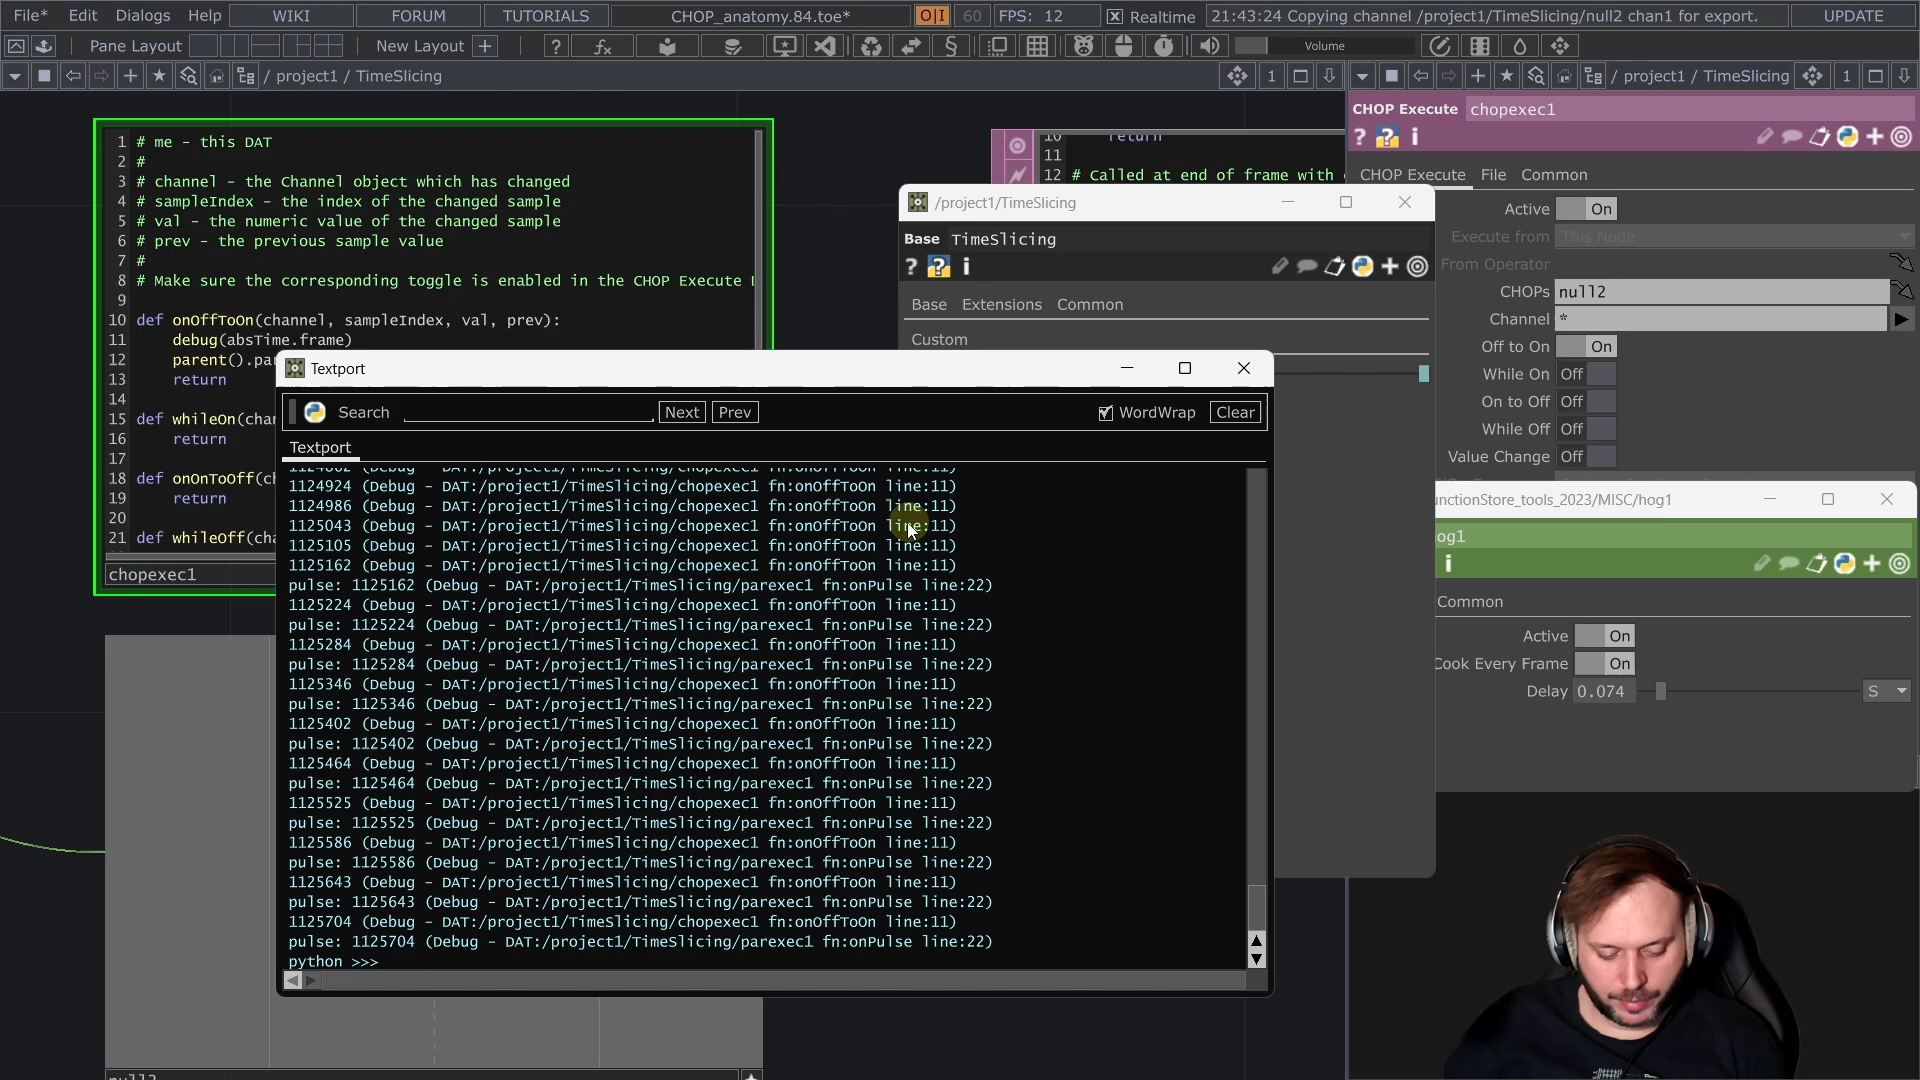 File* Edit Dialogs Help WIKI FORUM TUTORIALS CHOP_anatomy.84.toe* O|I 60 FPS: 12 Realtime 21:43:24 Copying channel /project1/TimeSlicing/null2 chan1 for export. UPDATE
Pane Layout New Layout + ? Volume
/ project1 / TimeSlicing 1 / project1 / TimeSlicing 1
CHOP Execute chopexec1
CHOP Execute File Common
Active On
Execute from This Node
From Operator
CHOPs null2
Channel *
Off to On On
While On Off
On to Off Off
While Off Off
Value Change Off
1 # me - this DAT
2 #
3 # channel - the Channel object which has changed
4 # sampleIndex - the index of the changed sample
5 # val - the numeric value of the changed sample
6 # prev - the previous sample value
7 #
8 # Make sure the corresponding toggle is enabled in the CHOP Execute
9
10 def onOffToOn(channel, sampleIndex, val, prev):
11 debug(absTime.frame)
12 parent().pa
13 return
14
15 def whileOn(cha
16 return
17
18 def onOnToOff(c
19 return
20
21 def whileOff(cha
chopexec1
10 return
11
12 # Called at end of frame with
/project1/TimeSlicing
Base TimeSlicing
Base Extensions Common
Custom
Textport
Search Next Prev WordWrap Clear
Textport
1124924 (Debug - DAT:/project1/TimeSlicing/chopexec1 fn:onOffToOn line:11)
1124986 (Debug - DAT:/project1/TimeSlicing/chopexec1 fn:onOffToOn line:11)
1125043 (Debug - DAT:/project1/TimeSlicing/chopexec1 fn:onOffToOn line:11)
1125105 (Debug - DAT:/project1/TimeSlicing/chopexec1 fn:onOffToOn line:11)
1125162 (Debug - DAT:/project1/TimeSlicing/chopexec1 fn:onOffToOn line:11)
pulse: 1125162 (Debug - DAT:/project1/TimeSlicing/parexec1 fn:onPulse line:22)
1125224 (Debug - DAT:/project1/TimeSlicing/chopexec1 fn:onOffToOn line:11)
pulse: 1125224 (Debug - DAT:/project1/TimeSlicing/parexec1 fn:onPulse line:22)
1125284 (Debug - DAT:/project1/TimeSlicing/chopexec1 fn:onOffToOn line:11)
pulse: 1125284 (Debug - DAT:/project1/TimeSlicing/parexec1 fn:onPulse line:22)
1125346 (Debug - DAT:/project1/TimeSlicing/chopexec1 fn:onOffToOn line:11)
pulse: 1125346 (Debug - DAT:/project1/TimeSlicing/parexec1 fn:onPulse line:22)
1125402 (Debug - DAT:/project1/TimeSlicing/chopexec1 fn:onOffToOn line:11)
pulse: 1125402 (Debug - DAT:/project1/TimeSlicing/parexec1 fn:onPulse line:22)
1125464 (Debug - DAT:/project1/TimeSlicing/chopexec1 fn:onOffToOn line:11)
pulse: 1125464 (Debug - DAT:/project1/TimeSlicing/parexec1 fn:onPulse line:22)
1125525 (Debug - DAT:/project1/TimeSlicing/chopexec1 fn:onOffToOn line:11)
pulse: 1125525 (Debug - DAT:/project1/TimeSlicing/parexec1 fn:onPulse line:22)
1125586 (Debug - DAT:/project1/TimeSlicing/chopexec1 fn:onOffToOn line:11)
pulse: 1125586 (Debug - DAT:/project1/TimeSlicing/parexec1 fn:onPulse line:22)
1125643 (Debug - DAT:/project1/TimeSlicing/chopexec1 fn:onOffToOn line:11)
pulse: 1125643 (Debug - DAT:/project1/TimeSlicing/parexec1 fn:onPulse line:22)
1125704 (Debug - DAT:/project1/TimeSlicing/chopexec1 fn:onOffToOn line:11)
pulse: 1125704 (Debug - DAT:/project1/TimeSlicing/parexec1 fn:onPulse line:22)
python >>>
unctionStore_tools_2023/MISC/hog1
og1
Common
Active On
Cook Every Frame On
Delay 0.074 S